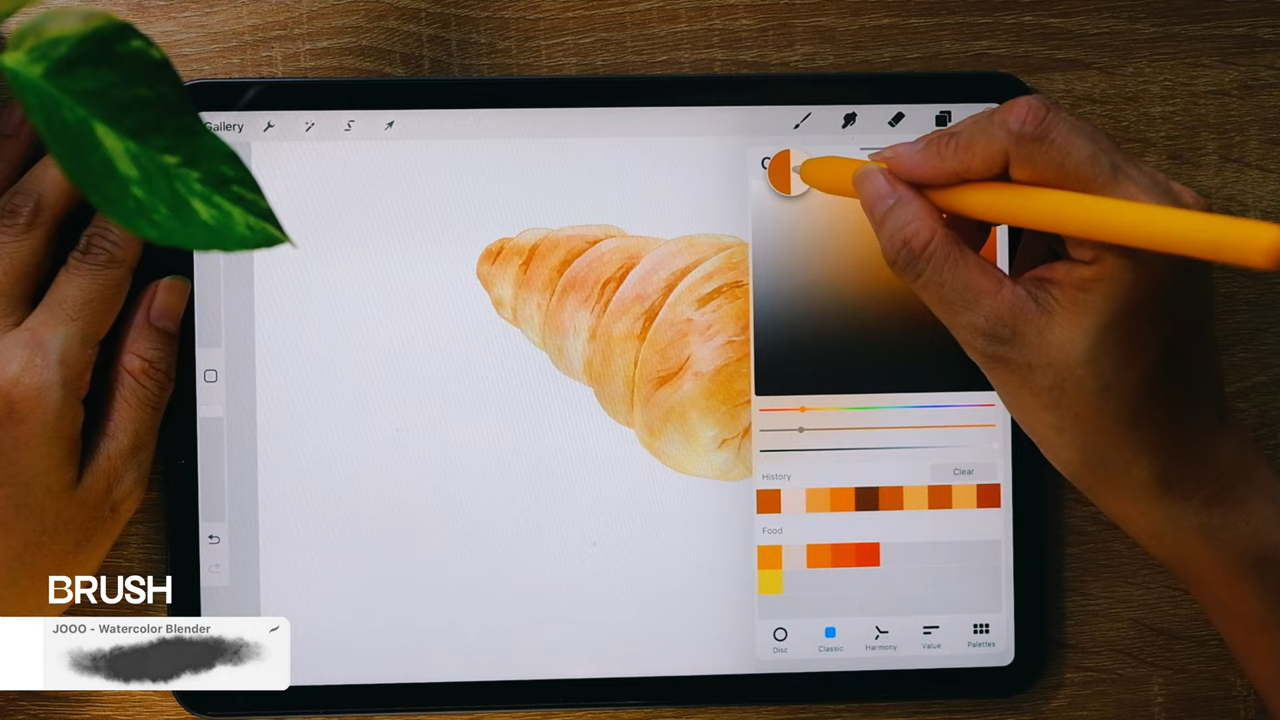 Gallery
History
Clear
Food
Disc
Classic
Harmony
Value
Palettes
BRUSH
JOOO - Watercolor Blender